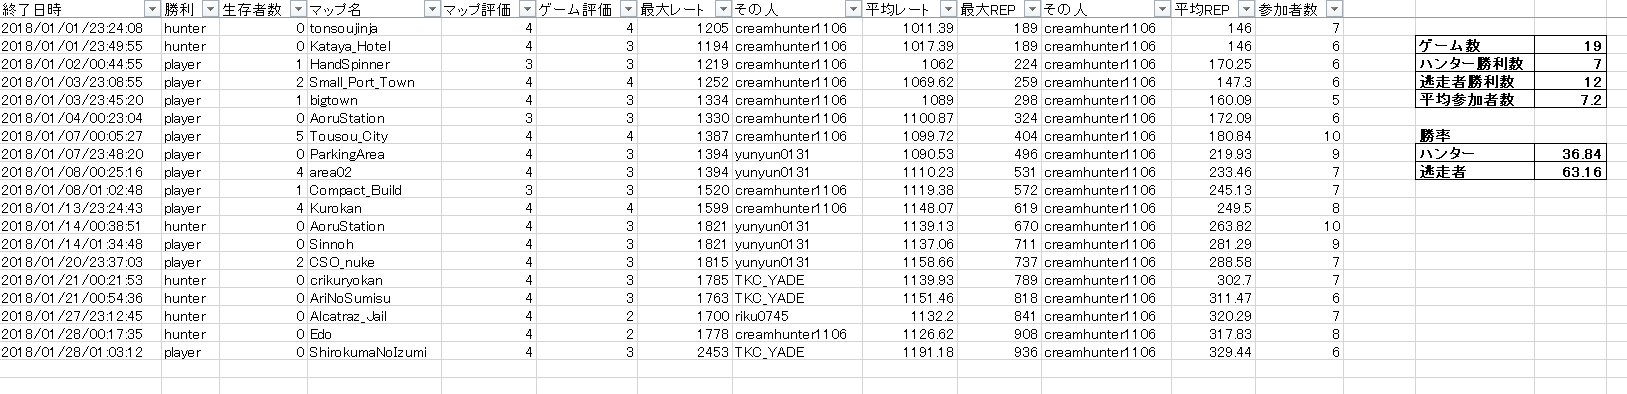 終了日時 勝利 生存者数 マップ名 マップ評価 ゲーム評価 最大レート その人 平均レート 最大REP その人 平均REP 参加者数
2018/01/01/23:24:08 hunter 0 tonsoujinja 4 4 1205 creamhunter1106 1011.39 189 creamhunter1106 146 7
2018/01/01/23:49:55 hunter 0 Kataya_Hotel 4 3 1194 creamhunter1106 1017.39 189 creamhunter1106 146 6
ゲーム数 19
2018/01/02/00:44:55 player 1 HandSpinner 3 3 1219 creamhunter1106 1062 224 creamhunter1106 170.25 6
ハンター勝利数 7
2018/01/03/23:08:55 player 2 Small_Port_Town 4 4 1252 creamhunter1106 1069.62 259 creamhunter1106 147.3 6
逃走者勝利数 12
2018/01/03/23:45:20 player 1 bigtown 4 3 1334 creamhunter1106 1089 298 creamhunter1106 160.09 5
平均参加者数 7.2
2018/01/04/00:23:04 player 0 AoruStation 3 3 1330 creamhunter1106 1100.87 324 creamhunter1106 172.09 6
2018/01/07/00:05:27 player 5 Tousou_City 4 4 1387 creamhunter1106 1099.72 404 creamhunter1106 180.84 10
勝率
2018/01/07/23:48:20 player 0 ParkingArea 4 3 1394 yunyun0131 1090.53 496 creamhunter1106 219.93 9
ハンター 36.84
2018/01/08/00:25:16 player 4 area02 4 3 1394 yunyun0131 1110.23 531 creamhunter1106 233.46 7
逃走者 63.16
2018/01/08/01:02:48 player 1 Compact_Build 3 3 1520 creamhunter1106 1119.38 572 creamhunter1106 245.13 7
2018/01/13/23:24:43 player 4 Kurokan 4 4 1599 creamhunter1106 1148.07 619 creamhunter1106 249.5 8
2018/01/14/00:38:51 hunter 0 AoruStation 4 3 1821 yunyun0131 1139.13 670 creamhunter1106 263.82 10
2018/01/14/01:34:48 player 0 Sinnoh 4 3 1821 yunyun0131 1137.06 711 creamhunter1106 281.29 9
2018/01/20/23:37:03 player 2 CSO_nuke 4 3 1815 yunyun0131 1158.66 737 creamhunter1106 288.58 7
2018/01/21/00:21:53 hunter 0 crikuryokan 4 3 1785 TKC_YADE 1139.93 789 creamhunter1106 302.7 7
2018/01/21/00:54:36 hunter 0 AriNoSumisu 4 3 1763 TKC_YADE 1151.46 818 creamhunter1106 311.47 6
2018/01/27/23:12:45 hunter 0 Alcatraz_Jail 4 2 1700 riku0745 1132.2 841 creamhunter1106 320.29 7
2018/01/28/00:17:35 hunter 0 Edo 4 2 1778 creamhunter1106 1126.62 908 creamhunter1106 317.83 8
2018/01/28/01:03:12 player 0 ShirokumaNoIzumi 4 3 2453 TKC_YADE 1191.18 936 creamhunter1106 329.44 6